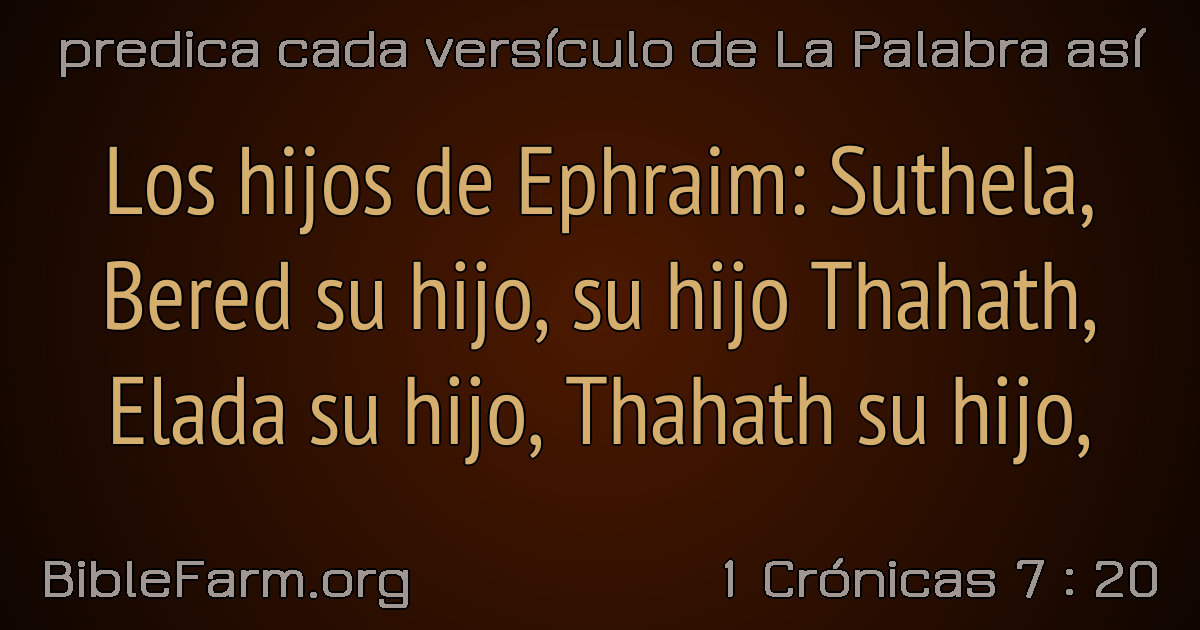 predica cada versículo de La Palabra así
Los hijos de Ephraim: Suthela,
Bered su hijo, su hijo Thahath,
Elada su hijo, Thahath su hijo,
BibleFarm.org
1 Crónicas 7 : 20